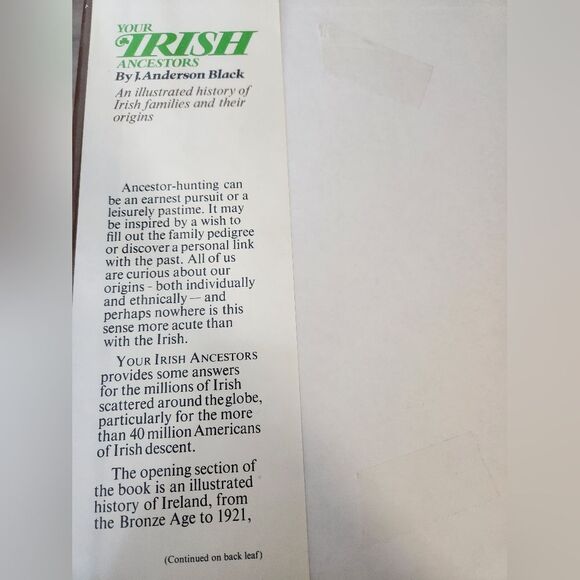 YOUR
IRISH
ANCESTORS
By J. Anderson Black
An illustrated history of
Irish families and their
origins
Ancestor-hunting can
be an earnest pursuit or a
leisurely pastime. It may
be inspired by a wish to
fill out the family pedigree
or discover a personal link
with the past. All of us
are curious about our
origins - both individually
and ethnically — and
perhaps nowhere is this
sense more acute than
with the Irish.
YOUR IRISH ANCESTORS
provides some answers
for the millions of Irish
scattered around the globe,
particularly for the more
than 40 million Americans
of Irish descent.
The opening section of
the book is an illustrated
history of Ireland, from
the Bronze Age to 1921,
(Continued on back leaf)